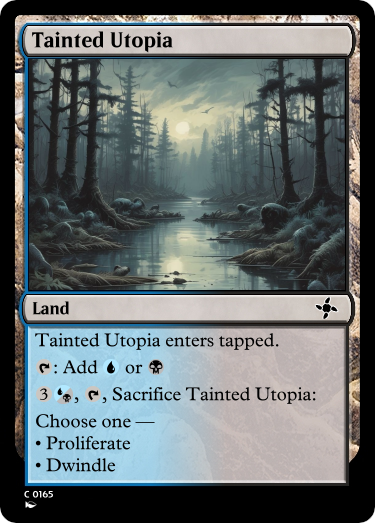 Tainted Utopia
Land
Tainted Utopia enters tapped.
: Add or
3 , , Sacrifice Tainted Utopia:
Choose one —
• Proliferate
• Dwindle
C 0165